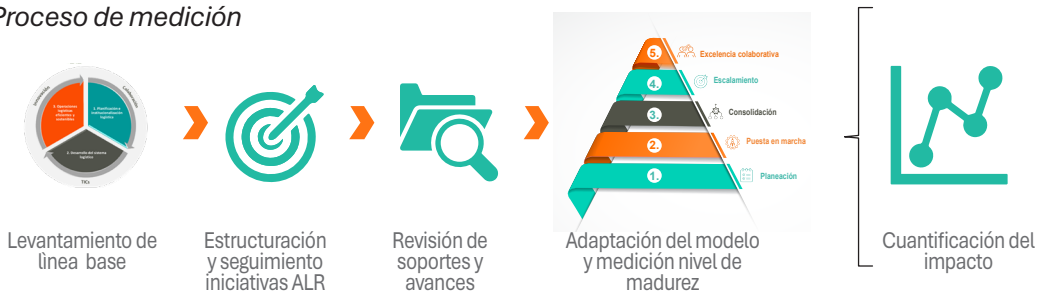 Proceso de medición
Innovación
Colaboración
3. Operaciones
logísticas
eficientes y
sostenibles
1. Planificación e
institucionalización
logística
2. Desarrollo del sistema
logístico
TICs
5.
Excelencia colaborativa
4.
Escalamiento
3.
Consolidación
2.
Puesta en marcha
1.
Planeación
Levantamiento de
lìnea base
Estructuración
y seguimiento
iniciativas ALR
Revisión de
soportes y
avances
Adaptación del modelo
y medición nivel de
madurez
Cuantificación del
impacto